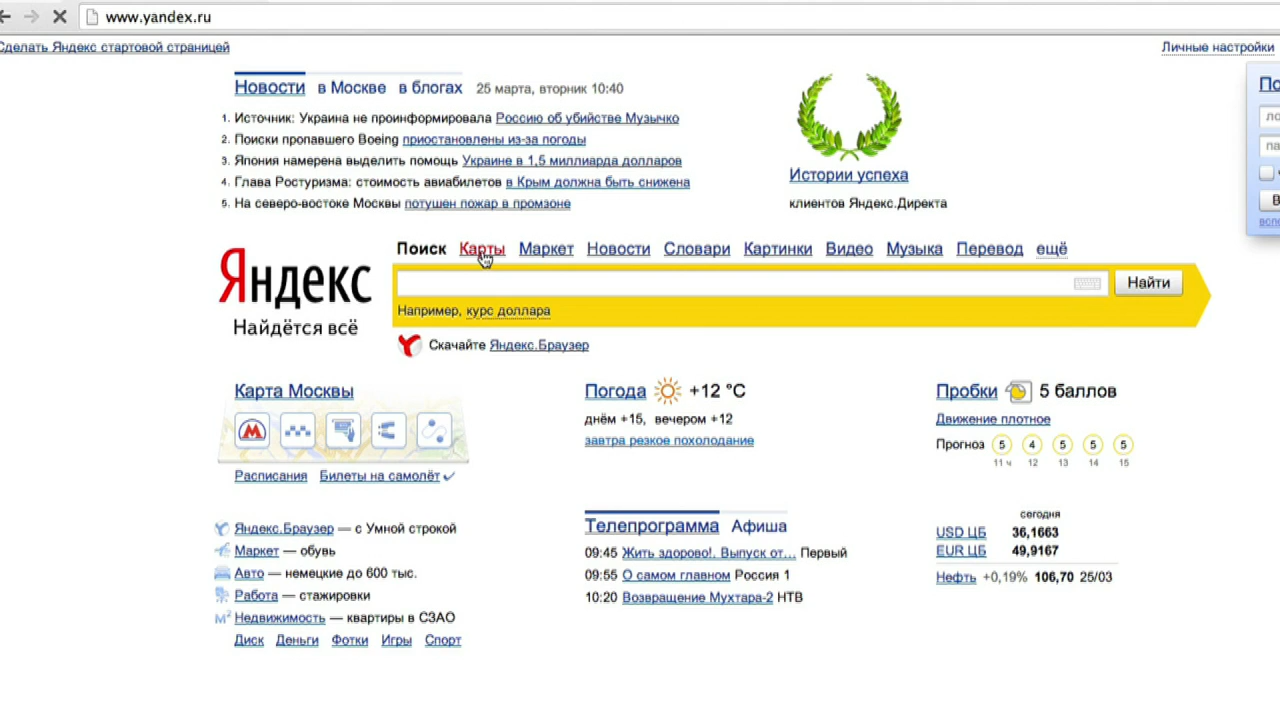 www.yandex.ru
Сделать Яндекс стартовой страницей
Личные настройки
Новости в Москве в блогах 25 марта, вторник 10:40
1. Источник: Украина не проинформировала Россию об убийстве Музычко
2. Поиски пропавшего Boeing приостановлены из-за погоды
3. Япония намерена выделить помощь Украине в 1,5 миллиарда долларов
4. Глава Ростуризма: стоимость авиабилетов в Крым должна быть снижена
5. На северо-востоке Москвы потушен пожар в промзоне
Истории успеха
клиентов Яндекс.Директа
Поиск Карты Маркет Новости Словари Картинки Видео Музыка Перевод ещё
Яндекс
Найдётся всё
Найти
Например, курс доллара
Скачайте Яндекс.Браузер
Карта Москвы
Расписания Билеты на самолёт
Погода +12 °C
днём +15, вечером +12
завтра резкое похолодание
Пробки 5 баллов
Движение плотное
Прогноз 5 4 5 5 5
11 ч 12 13 14 15
Яндекс.Браузер — с Умной строкой
Маркет — обувь
Авто — немецкие до 600 тыс.
Работа — стажировки
М² Недвижимость — квартиры в СЗАО
Диск Деньги Фотки Игры Спорт
Телепрограмма Афиша
09:45 Жить здорово!. Выпуск от... Первый
09:55 О самом главном Россия 1
10:20 Возвращение Мухтара-2 НТВ
сегодня
USD ЦБ 36,1663
EUR ЦБ 49,9167
Нефть +0,19% 106,70 25/03